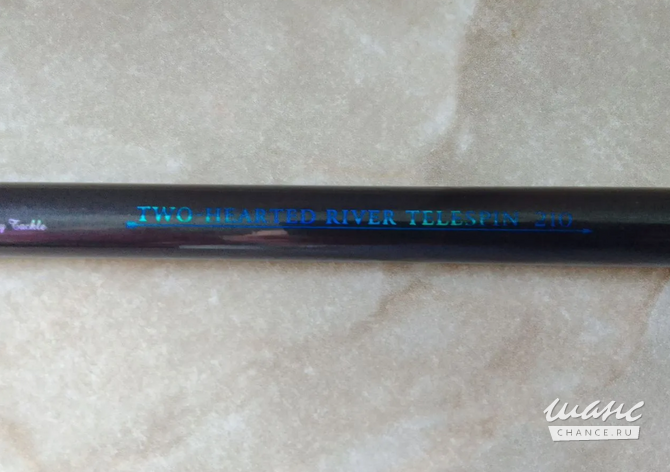 Tackle
TWO HEARTED RIVER TELESPIN 210
шанс
CHANCE.RU